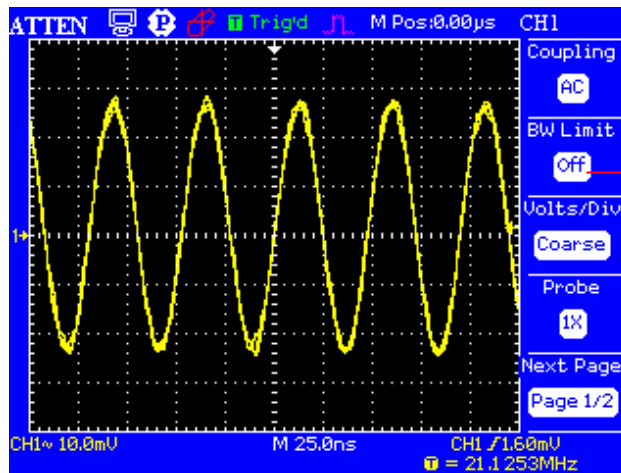 ATTEN P T Trig'd M Pos:0.00µs CH1
Coupling
AC
BW Limit
Off
Volts/Div
Coarse
Probe
1X
Next Page
Page 1/2
1
CH1~ 10.0mV M 25.0ns CH1 /1.60mV
T = 21.1253MHz